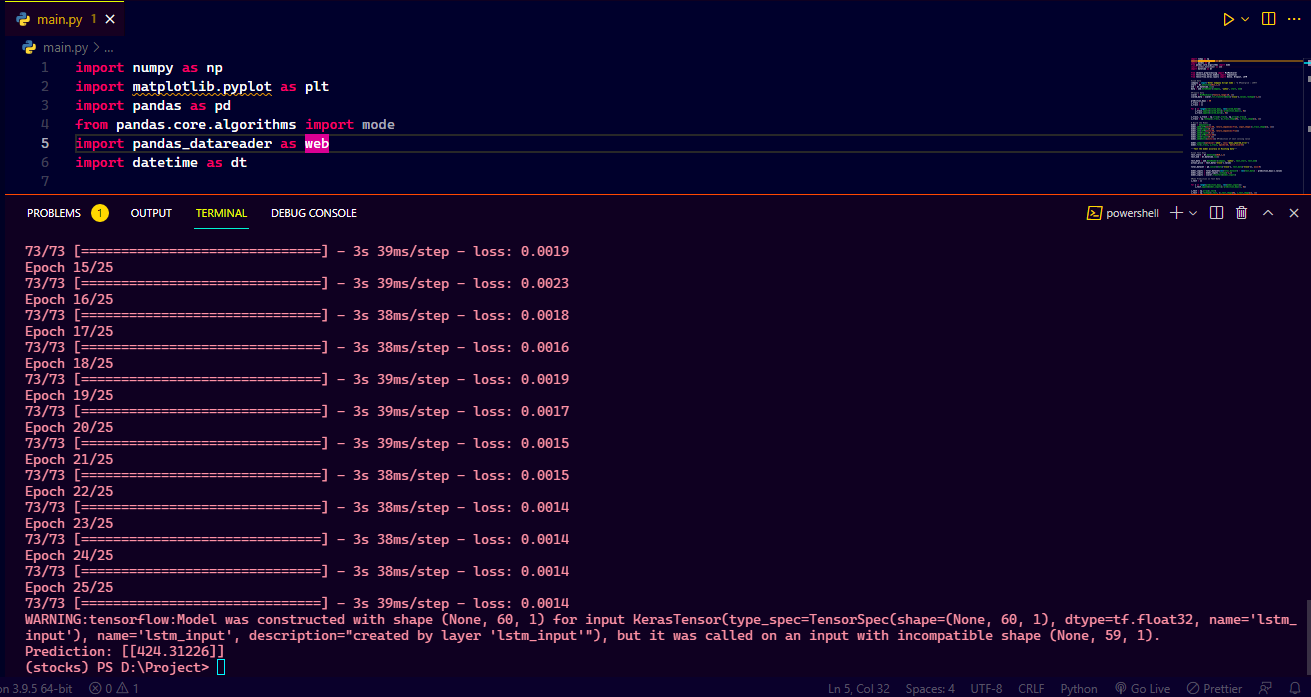 main.py 1
main.py > ...
1 import numpy as np
2 import matplotlib.pyplot as plt
3 import pandas as pd
4 from pandas.core.algorithms import mode
5 import pandas_datareader as web
6 import datetime as dt
7
PROBLEMS 1 OUTPUT TERMINAL DEBUG CONSOLE powershell
73/73 [==============================] - 3s 39ms/step - loss: 0.0019
Epoch 15/25
73/73 [==============================] - 3s 39ms/step - loss: 0.0023
Epoch 16/25
73/73 [==============================] - 3s 38ms/step - loss: 0.0018
Epoch 17/25
73/73 [==============================] - 3s 38ms/step - loss: 0.0016
Epoch 18/25
73/73 [==============================] - 3s 39ms/step - loss: 0.0019
Epoch 19/25
73/73 [==============================] - 3s 39ms/step - loss: 0.0017
Epoch 20/25
73/73 [==============================] - 3s 39ms/step - loss: 0.0015
Epoch 21/25
73/73 [==============================] - 3s 38ms/step - loss: 0.0015
Epoch 22/25
73/73 [==============================] - 3s 38ms/step - loss: 0.0014
Epoch 23/25
73/73 [==============================] - 3s 38ms/step - loss: 0.0014
Epoch 24/25
73/73 [==============================] - 3s 38ms/step - loss: 0.0014
Epoch 25/25
73/73 [==============================] - 3s 39ms/step - loss: 0.0014
WARNING:tensorflow:Model was constructed with shape (None, 60, 1) for input KerasTensor(type_spec=TensorSpec(shape=(None, 60, 1), dtype=tf.float32, name='lstm_
input'), name='lstm_input', description="created by layer 'lstm_input'"), but it was called on an input with incompatible shape (None, 59, 1).
Prediction: [[424.31226]]
(stocks) PS D:\Project>
on 3.9.5 64-bit 0 1 Ln 5, Col 32 Spaces: 4 UTF-8 CRLF Python Go Live Prettier